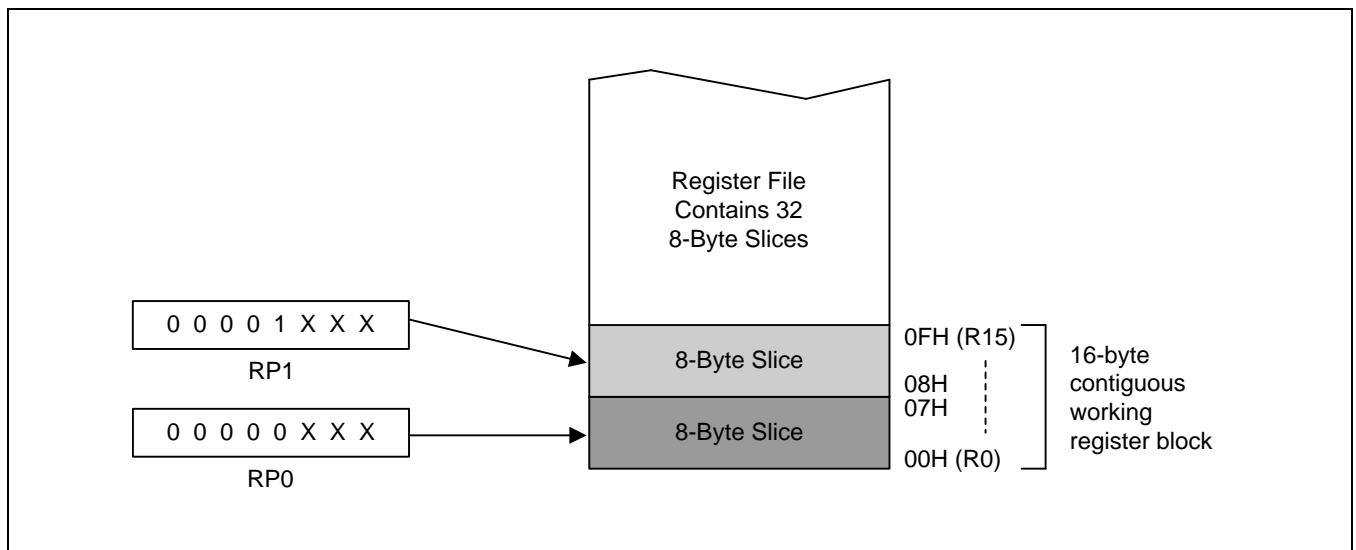 Register File
Contains 32
8-Byte Slices
0 0 0 0 1 X X X
RP1
0 0 0 0 0 X X X
RP0
8-Byte Slice
8-Byte Slice
0FH (R15)
08H
07H
00H (R0)
16-byte
contiguous
working
register block